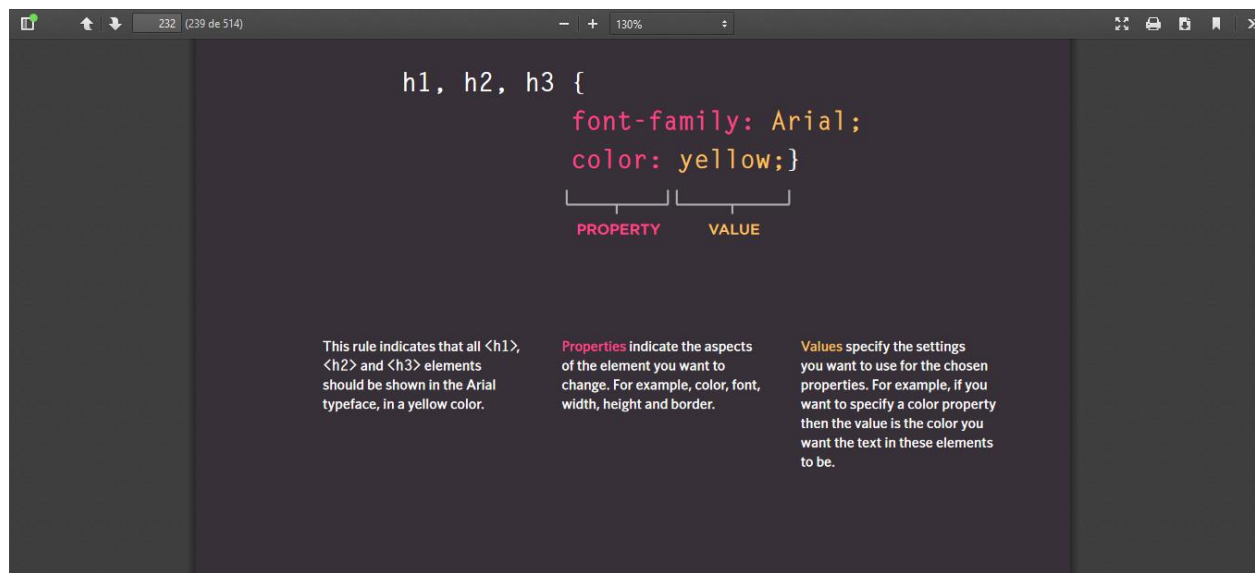 232 (239 de 514)
130%
h1, h2, h3 {
font-family: Arial;
color: yellow;}
PROPERTY VALUE
This rule indicates that all <h1>,
<h2> and <h3> elements
should be shown in the Arial
typeface, in a yellow color.
Properties indicate the aspects
of the element you want to
change. For example, color, font,
width, height and border.
Values specify the settings
you want to use for the chosen
properties. For example, if you
want to specify a color property
then the value is the color you
want the text in these elements
to be.